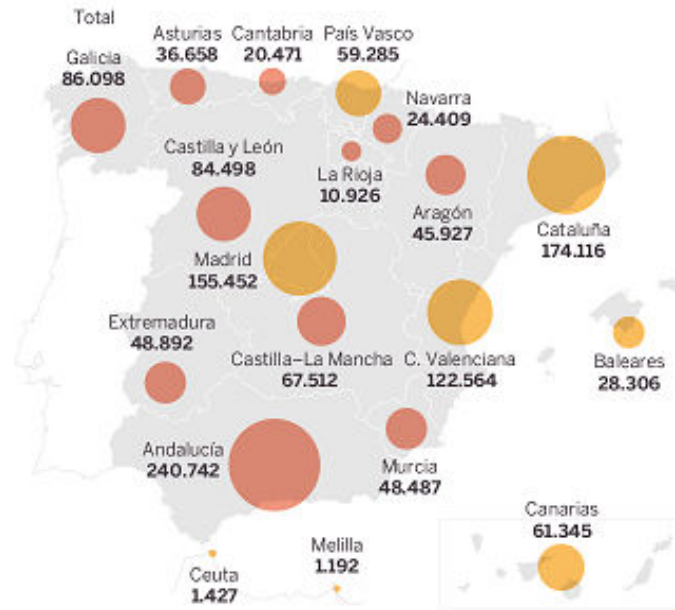 Total
Galicia
86.098
Asturias
36.658
Cantabria
20.471
País Vasco
59.285
Navarra
24.409
Castilla y León
84.498
La Rioja
10.926
Aragón
45.927
Cataluña
174.116
Madrid
155.452
Extremadura
48.892
Castilla–La Mancha
67.512
C. Valenciana
122.564
Baleares
28.306
Andalucía
240.742
Murcia
48.487
Canarias
61.345
Ceuta
1.427
Melilla
1.192